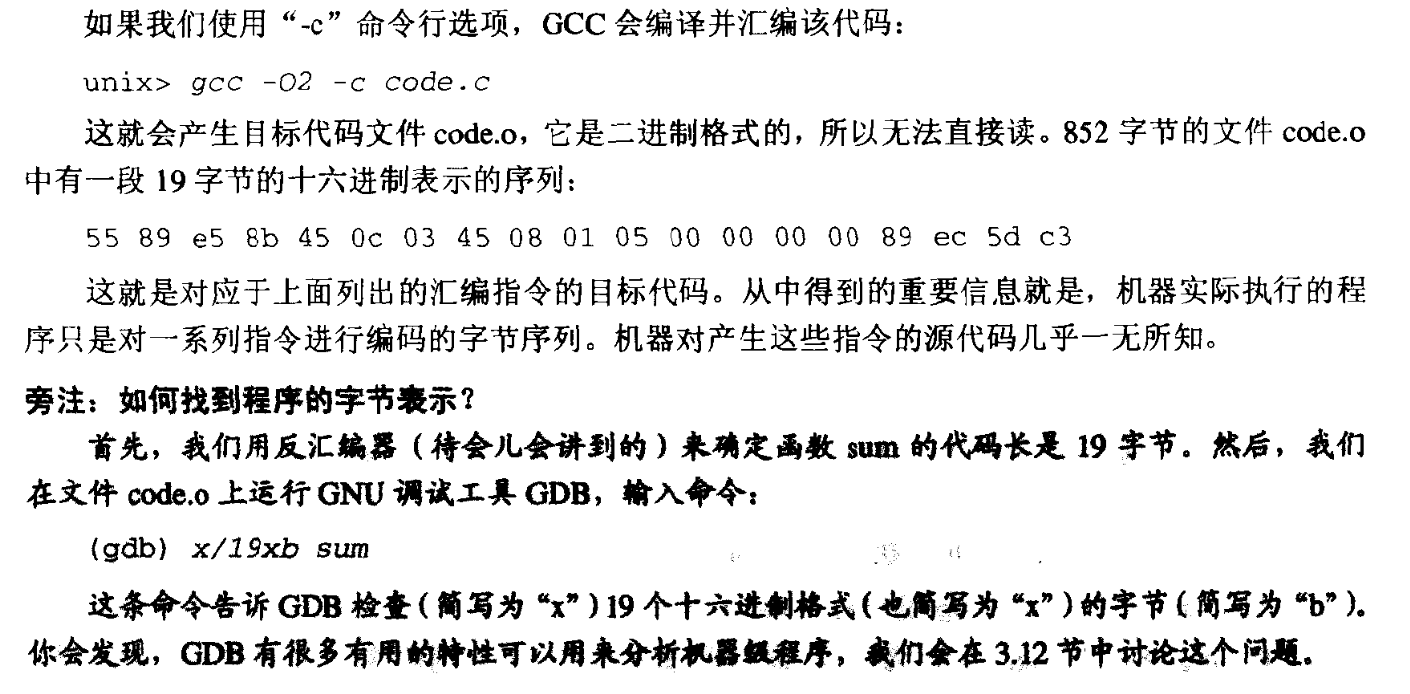 如果我们使用“-c”命令行选项，GCC 会编译并汇编该代码：
unix> gcc -O2 -c code.c
这就会产生目标代码文件 code.o，它是二进制格式的，所以无法直接读。852 字节的文件 code.o
中有一段 19 字节的十六进制表示的序列：
55 89 e5 8b 45 0c 03 45 08 01 05 00 00 00 00 89 ec 5d c3
这就是对应于上面列出的汇编指令的目标代码。从中得到的重要信息就是，机器实际执行的程
序只是对一系列指令进行编码的字节序列。机器对产生这些指令的源代码几乎一无所知。
旁注：如何找到程序的字节表示？
首先，我们用反汇编器（待会儿会讲到的）来确定函数 sum 的代码长是 19 字节。然后，我们
在文件 code.o 上运行 GNU 调试工具 GDB，输入命令：
(gdb) x/19xb sum
这条命令告诉 GDB 检查（简写为“x”）19 个十六进制格式（也简写为“x”）的字节（简写为“b”）。
你会发现，GDB 有很多有用的特性可以用来分析机器级程序，我们会在 3.12 节中讨论这个问题。